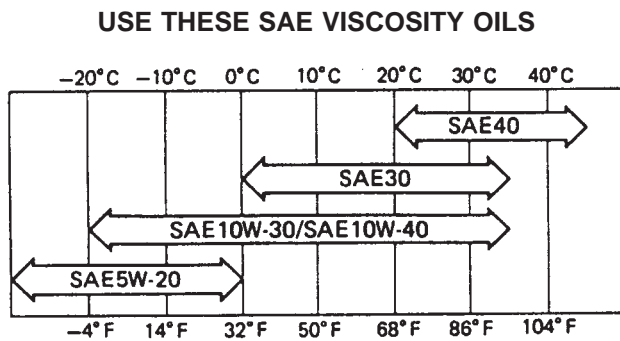 USE THESE SAE VISCOSITY OILS
−20°C −10°C 0°C 10°C 20°C 30°C 40°C
SAE40
SAE30
SAE10W-30/SAE10W-40
SAE5W-20
−4°F 14°F 32°F 50°F 68°F 86°F 104°F